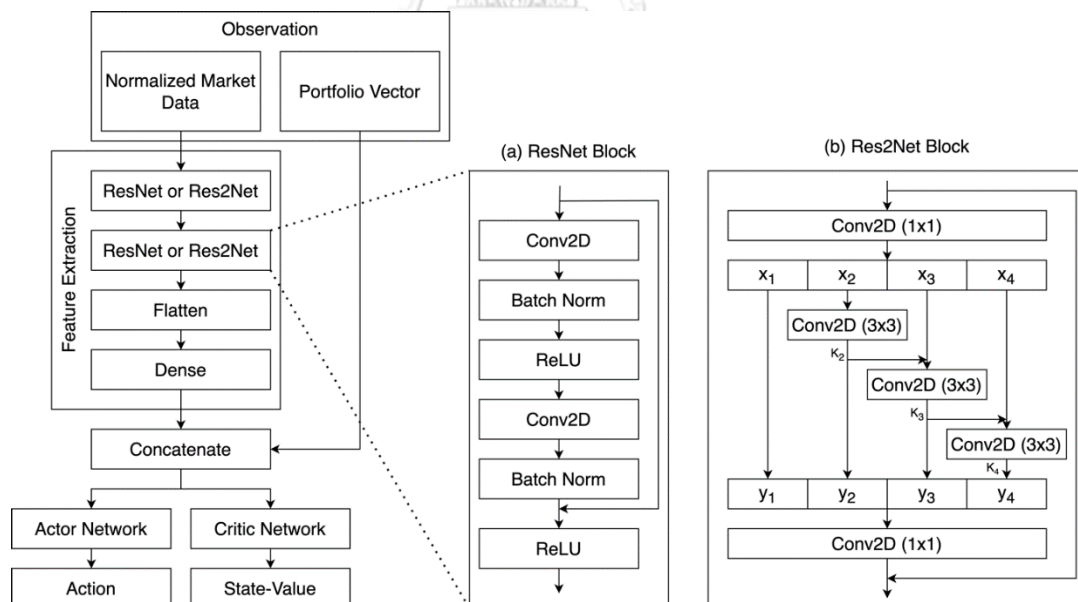 Observation
Normalized Market
Data
Portfolio Vector
Feature Extraction
ResNet or Res2Net
ResNet or Res2Net
Flatten
Dense
Concatenate
Actor Network
Critic Network
Action
State-Value
(a) ResNet Block
Conv2D
Batch Norm
ReLU
Conv2D
Batch Norm
ReLU
(b) Res2Net Block
Conv2D (1x1)
x1 x2 x3 x4
Conv2D (3x3)
K2
Conv2D (3x3)
K3
Conv2D (3x3)
K4
y1 y2 y3 y4
Conv2D (1x1)